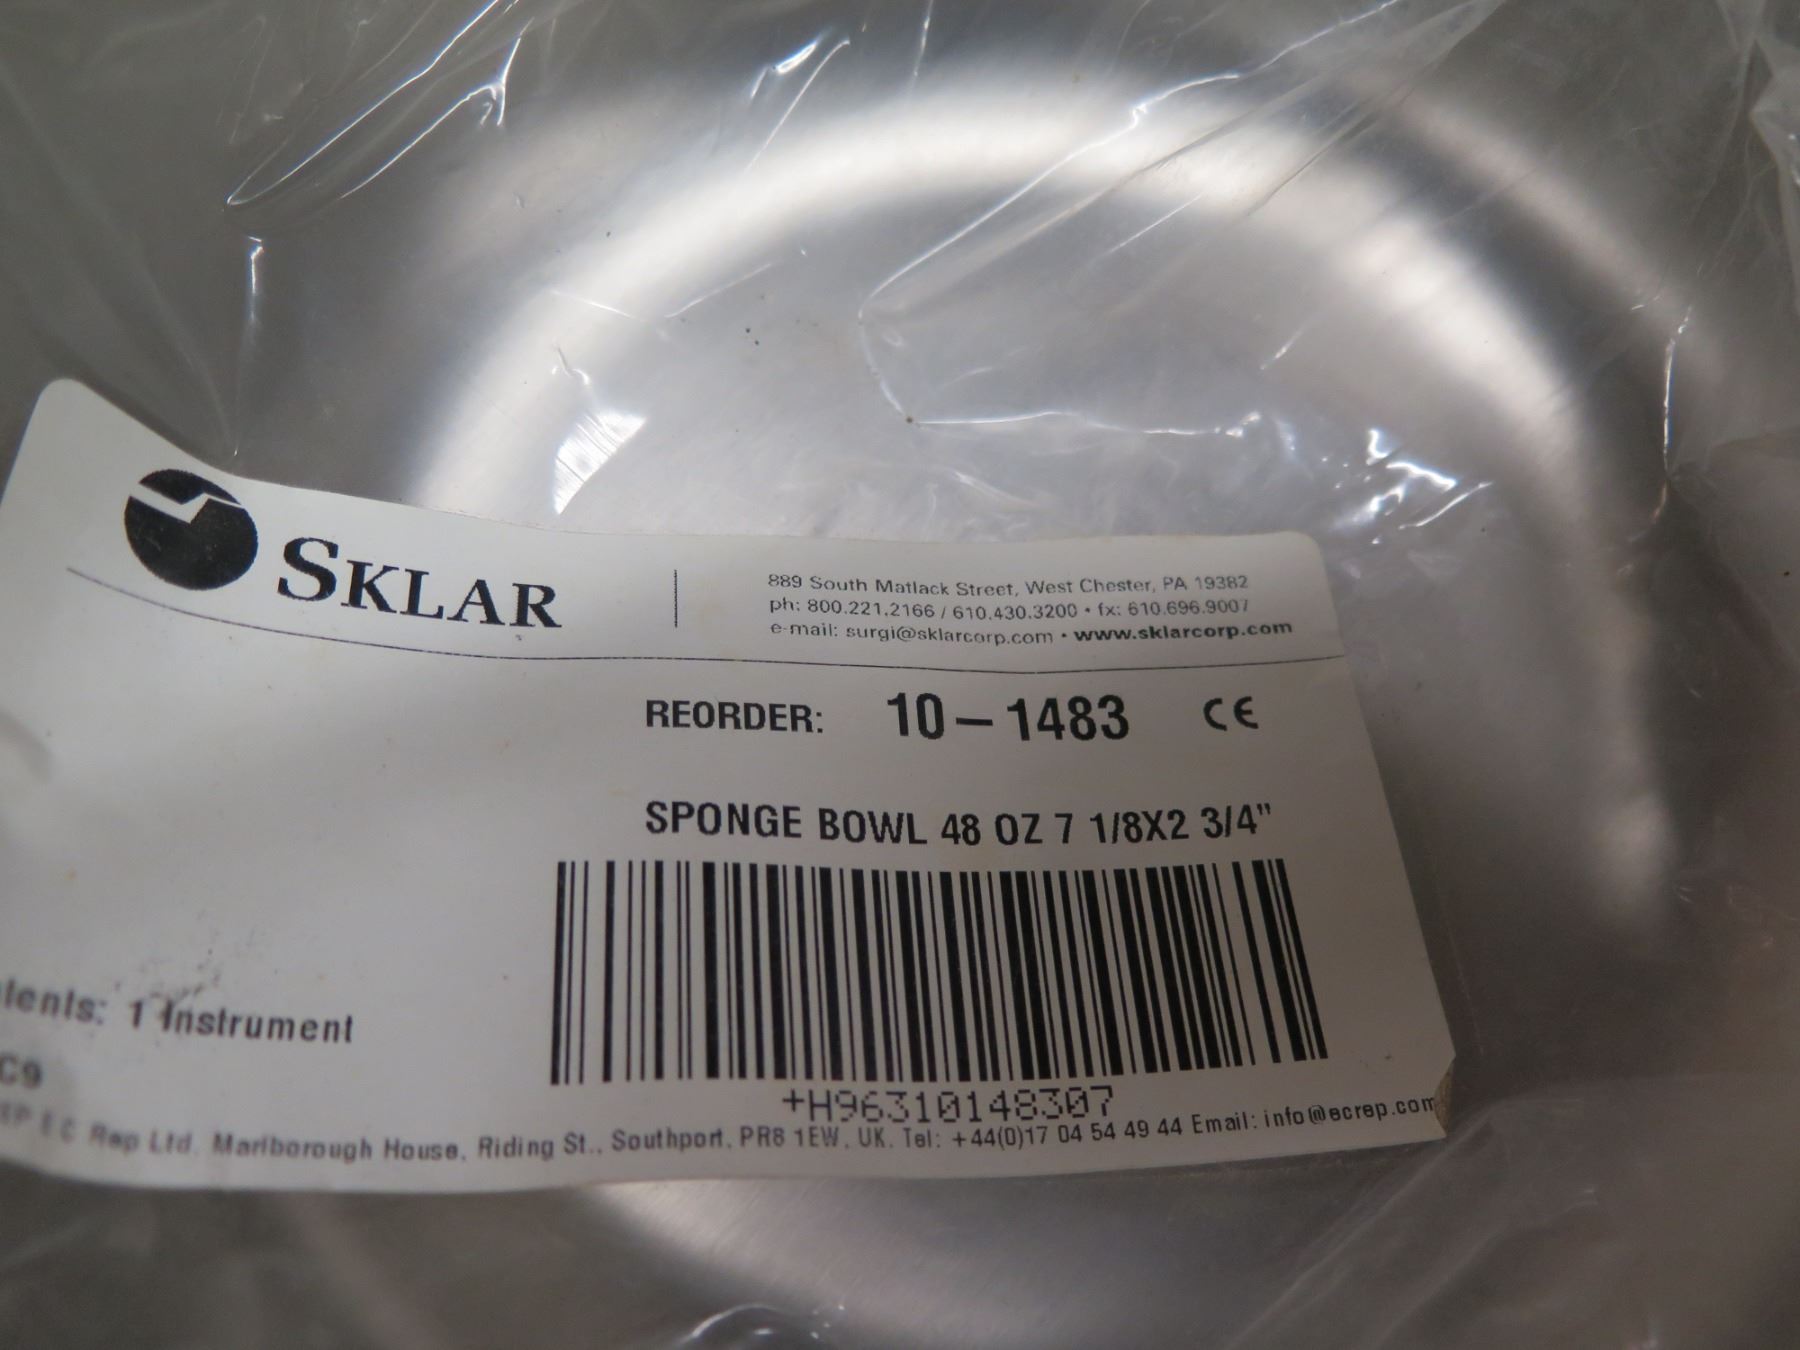 SKLAR
889 South Matlack Street, West Chester, PA 19382
ph: 800.221.2166 / 610.430.3200 • fx: 610.696.9007
e-mail: surgi@sklarcorp.com • www.sklarcorp.com
REORDER: 10-1483 CE
SPONGE BOWL 48 OZ 7 1/8X2 3/4"
tents: 1 Instrument
C9
+H96310148307
EC Rep Ltd. Marlborough House, Riding St., Southport, PR8 1EW, UK. Tel: +44(0)17 04 54 49 44 Email: info@ecrep.com